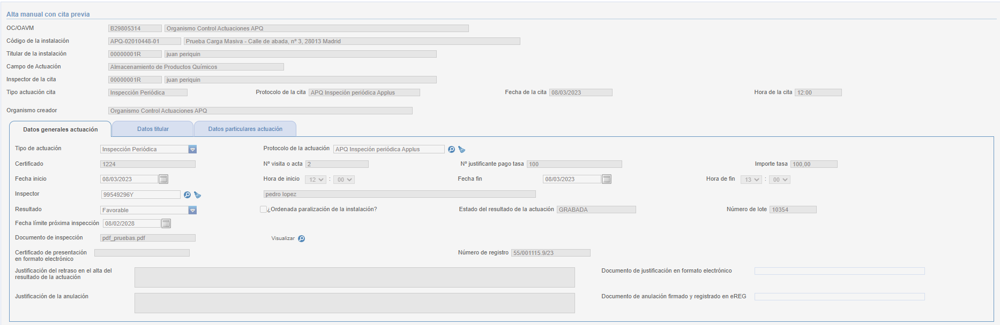 Alta manual con cita previa
OC/OAVM B29805314 Organismo Control Actuaciones APQ
Código de la instalación APQ-02010448-01 Prueba Carga Masiva - Calle de abada, nº 3, 28013 Madrid
Titular de la instalación 00000001R juan periquin
Campo de Actuación Almacenamiento de Productos Químicos
Inspector de la cita 00000001R juan periquin
Tipo actuación cita Inspección Periódica Protocolo de la cita APQ Inspeción periódica Applus Fecha de la cita 08/03/2023 Hora de la cita 12:00
Organismo creador Organismo Control Actuaciones APQ
Datos generales actuación Datos titular Datos particulares actuación
Tipo de actuación Inspección Periódica Protocolo de la actuación APQ Inspeción periódica Applus
Certificado 1224 Nº visita o acta 2 Nº justificante pago tasa 100 Importe tasa 100,00
Fecha inicio 08/03/2023 Hora de inicio 12 : 00 Fecha fin 08/03/2023 Hora de fin 13 : 00
Inspector 99549296Y pedro lopez
Resultado Favorable ¿Ordenada paralización de la instalación? Estado del resultado de la actuación GRABADA Número de lote 10354
Fecha límite próxima inspección 08/02/2028
Documento de inspección pdf_pruebas.pdf Visualizar
Certificado de presentación
en formato electrónico Número de registro 55/001115.9/23
Justificación del retraso en el alta del
resultado de la actuación Documento de justificación en formato electrónico
Justificación de la anulación Documento de anulación firmado y registrado en eREG